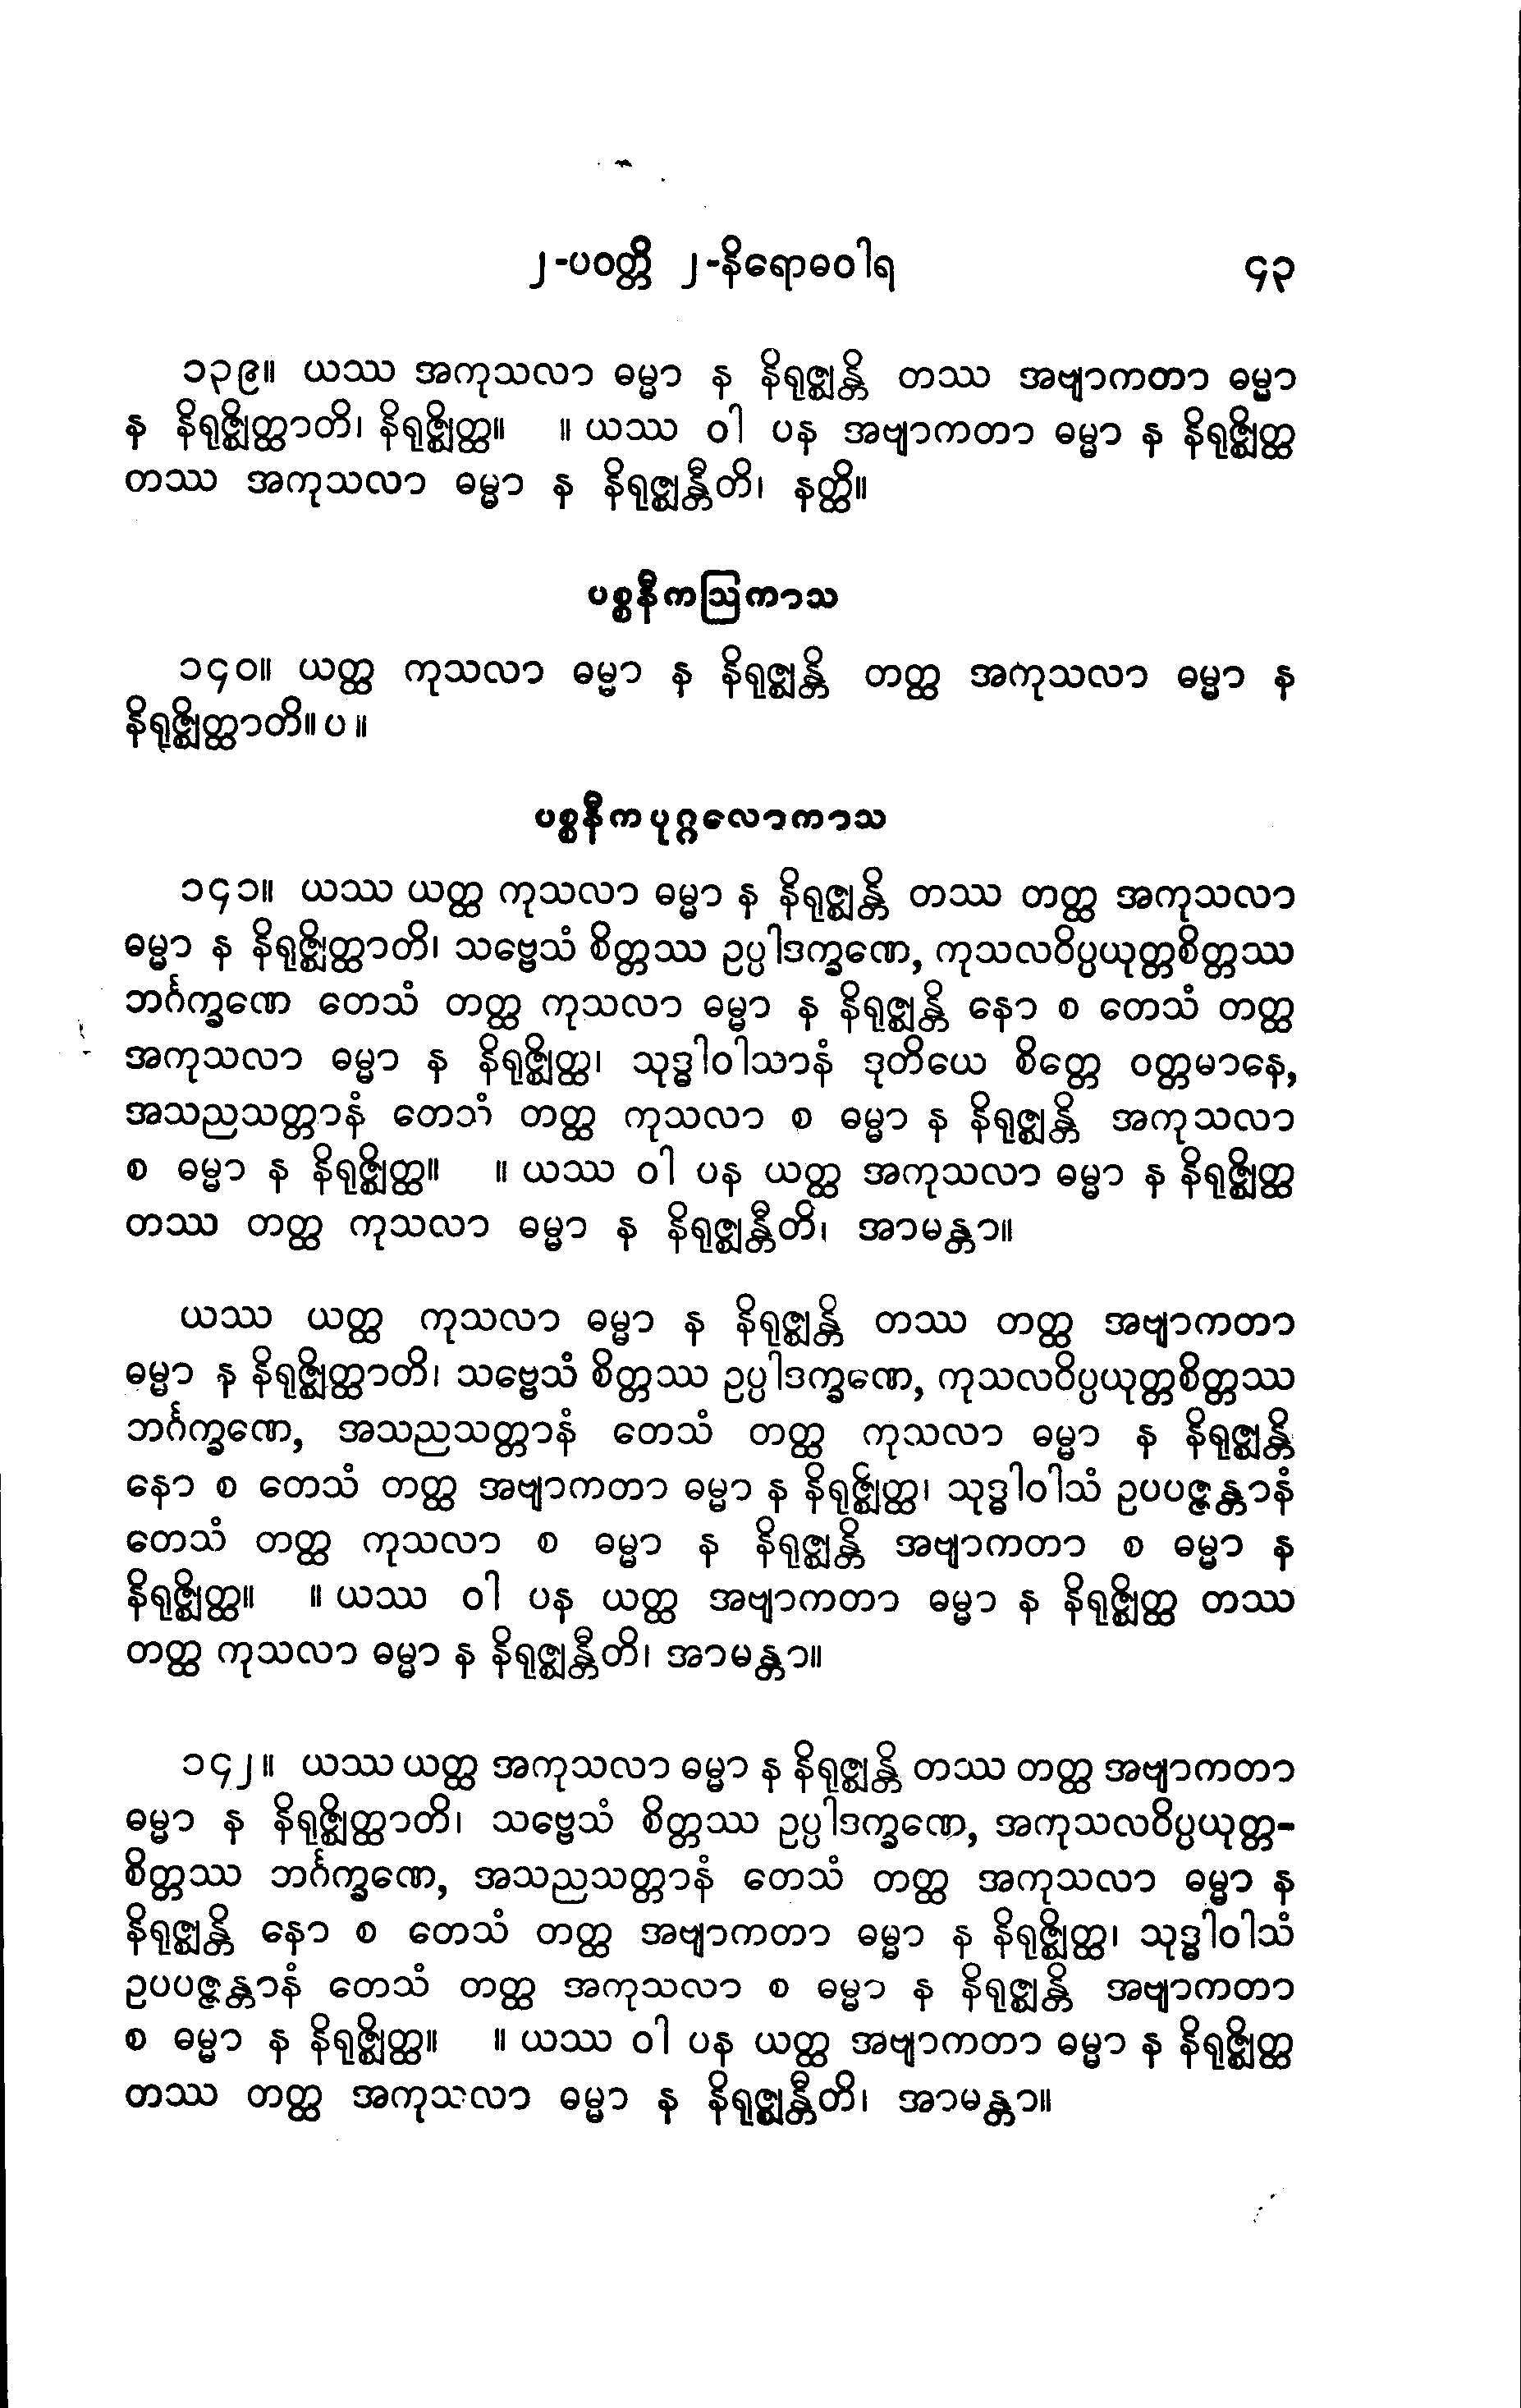 ၂-ပဝတ္တိ ၂-နိရောဓဝါရ ၄၃
၁၃၉။ ယဿ အကုသလာ ဓမ္မာ န နိရုဇ္ဈန္တိ တဿ အဗျာကတာ ဓမ္မာ
န နိရုဇ္ဈိတ္ထာတိ၊ နိရုဇ္ဈိတ္ထ။ ။ ယဿ ဝါ ပန အဗျာကတာ ဓမ္မာ န နိရုဇ္ဈိတ္ထ
တဿ အကုသလာ ဓမ္မာ န နိရုဇ္ဈန္တီတိ၊ နတ္ထိ။
ပစ္စနီကဩကာသ
၁၄၀။ ယတ္ထ ကုသလာ ဓမ္မာ န နိရုဇ္ဈန္တိ တတ္ထ အကုသလာ ဓမ္မာ န
နိရုဇ္ဈိတ္ထာတိ။ ပ ။
ပစ္စနီကပုဂ္ဂလောကာသ
၁၄၁။ ယဿ ယတ္ထ ကုသလာ ဓမ္မာ န နိရုဇ္ဈန္တိ တဿ တတ္ထ အကုသလာ
ဓမ္မာ န နိရုဇ္ဈိတ္ထာတိ၊ သဗ္ဗေသံ စိတ္တဿ ဥပ္ပါဒက္ခဏေ, ကုသလဝိပ္ပယုတ္တစိတ္တဿ
ဘင်္ဂက္ခဏေ တေသံ တတ္ထ ကုသလာ ဓမ္မာ န နိရုဇ္ဈန္တိ နော စ တေသံ တတ္ထ
အကုသလာ ဓမ္မာ န နိရုဇ္ဈိတ္ထ၊ သုဒ္ဓါဝါသာနံ ဒုတိယေ စိတ္တေ ဝတ္တမာနေ,
အသညသတ္တာနံ တေသံ တတ္ထ ကုသလာ စ ဓမ္မာ န နိရုဇ္ဈန္တိ အကုသလာ
စ ဓမ္မာ န နိရုဇ္ဈိတ္ထ။ ။ ယဿ ဝါ ပန ယတ္ထ အကုသလာ ဓမ္မာ န နိရုဇ္ဈိတ္ထ
တဿ တတ္ထ ကုသလာ ဓမ္မာ န နိရုဇ္ဈန္တီတိ၊ အာမန္တာ။
ယဿ ယတ္ထ ကုသလာ ဓမ္မာ န နိရုဇ္ဈန္တိ တဿ တတ္ထ အဗျာကတာ
ဓမ္မာ န နိရုဇ္ဈိတ္ထာတိ၊ သဗ္ဗေသံ စိတ္တဿ ဥပ္ပါဒက္ခဏေ, ကုသလဝိပ္ပယုတ္တစိတ္တဿ
ဘင်္ဂက္ခဏေ, အသညသတ္တာနံ တေသံ တတ္ထ ကုသလာ ဓမ္မာ န နိရုဇ္ဈန္တိ
နော စ တေသံ တတ္ထ အဗျာကတာ ဓမ္မာ န နိရုဇ္ဈိတ္ထ၊ သုဒ္ဓါဝါသံ ဥပပဇ္ဇန္တာနံ
တေသံ တတ္ထ ကုသလာ စ ဓမ္မာ န နိရုဇ္ဈန္တိ အဗျာကတာ စ ဓမ္မာ န
နိရုဇ္ဈိတ္ထ။ ။ ယဿ ဝါ ပန ယတ္ထ အဗျာကတာ ဓမ္မာ န နိရုဇ္ဈိတ္ထ တဿ
တတ္ထ ကုသလာ ဓမ္မာ န နိရုဇ္ဈန္တီတိ၊ အာမန္တာ။
၁၄၂။ ယဿ ယတ္ထ အကုသလာ ဓမ္မာ န နိရုဇ္ဈန္တိ တဿ တတ္ထ အဗျာကတာ
ဓမ္မာ န နိရုဇ္ဈိတ္ထာတိ၊ သဗ္ဗေသံ စိတ္တဿ ဥပ္ပါဒက္ခဏေ, အကုသလဝိပ္ပယုတ္တ-
စိတ္တဿ ဘင်္ဂက္ခဏေ, အသညသတ္တာနံ တေသံ တတ္ထ အကုသလာ ဓမ္မာ န
နိရုဇ္ဈန္တိ နော စ တေသံ တတ္ထ အဗျာကတာ ဓမ္မာ န နိရုဇ္ဈိတ္ထ၊ သုဒ္ဓါဝါသံ
ဥပပဇ္ဇန္တာနံ တေသံ တတ္ထ အကုသလာ စ ဓမ္မာ န နိရုဇ္ဈန္တိ အဗျာကတာ
စ ဓမ္မာ န နိရုဇ္ဈိတ္ထ။ ။ ယဿ ဝါ ပန ယတ္ထ အဗျာကတာ ဓမ္မာ န နိရုဇ္ဈိတ္ထ
တဿ တတ္ထ အကုသလာ ဓမ္မာ န နိရုဇ္ဈန္တီတိ၊ အာမန္တာ။